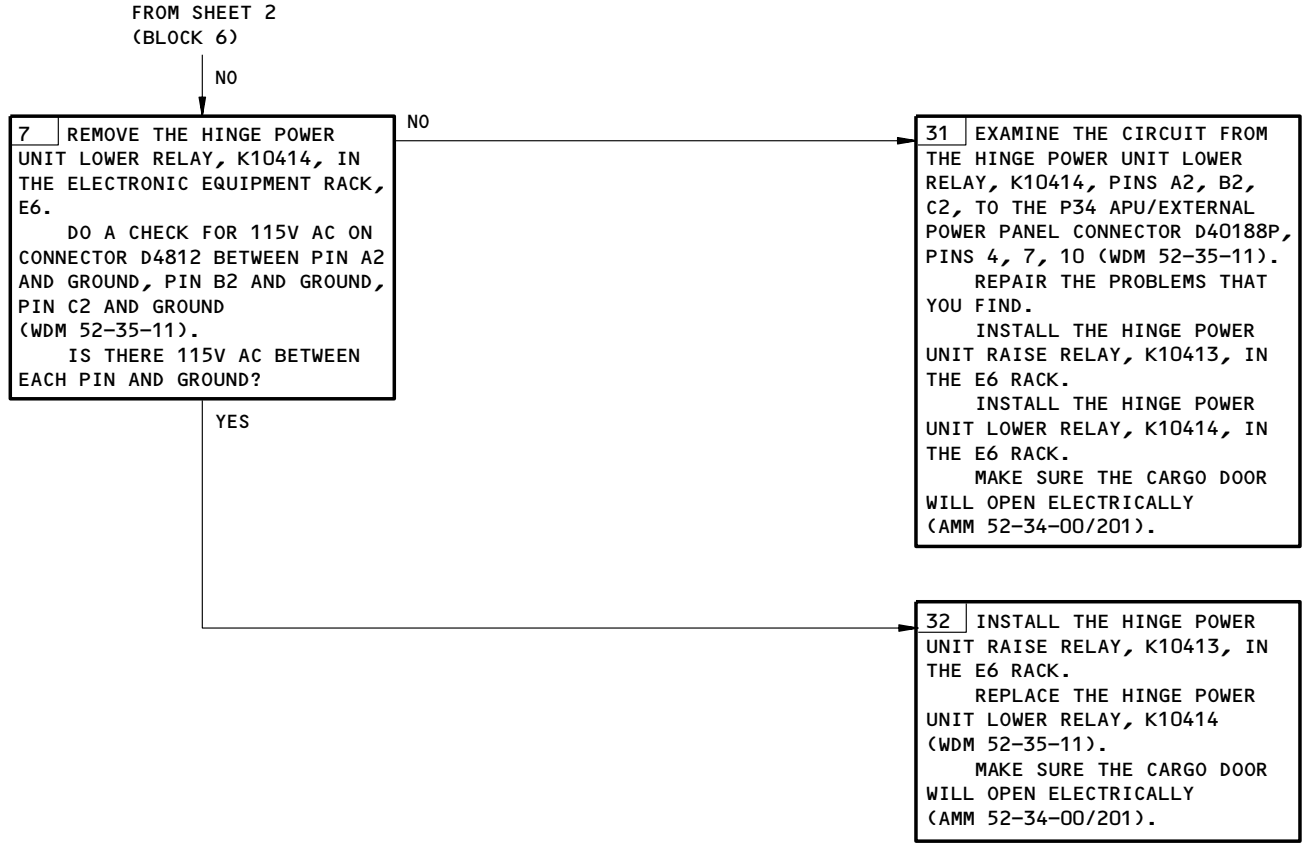 FROM SHEET 2
(BLOCK 6)
NO
7 REMOVE THE HINGE POWER
UNIT LOWER RELAY, K10414, IN
THE ELECTRONIC EQUIPMENT RACK,
E6.
DO A CHECK FOR 115V AC ON
CONNECTOR D4812 BETWEEN PIN A2
AND GROUND, PIN B2 AND GROUND,
PIN C2 AND GROUND
(WDM 52-35-11).
IS THERE 115V AC BETWEEN
EACH PIN AND GROUND?
NO
YES
31 EXAMINE THE CIRCUIT FROM
THE HINGE POWER UNIT LOWER
RELAY, K10414, PINS A2, B2,
C2, TO THE P34 APU/EXTERNAL
POWER PANEL CONNECTOR D40188P,
PINS 4, 7, 10 (WDM 52-35-11).
REPAIR THE PROBLEMS THAT
YOU FIND.
INSTALL THE HINGE POWER
UNIT RAISE RELAY, K10413, IN
THE E6 RACK.
INSTALL THE HINGE POWER
UNIT LOWER RELAY, K10414, IN
THE E6 RACK.
MAKE SURE THE CARGO DOOR
WILL OPEN ELECTRICALLY
(AMM 52-34-00/201).
32 INSTALL THE HINGE POWER
UNIT RAISE RELAY, K10413, IN
THE E6 RACK.
REPLACE THE HINGE POWER
UNIT LOWER RELAY, K10414
(WDM 52-35-11).
MAKE SURE THE CARGO DOOR
WILL OPEN ELECTRICALLY
(AMM 52-34-00/201).